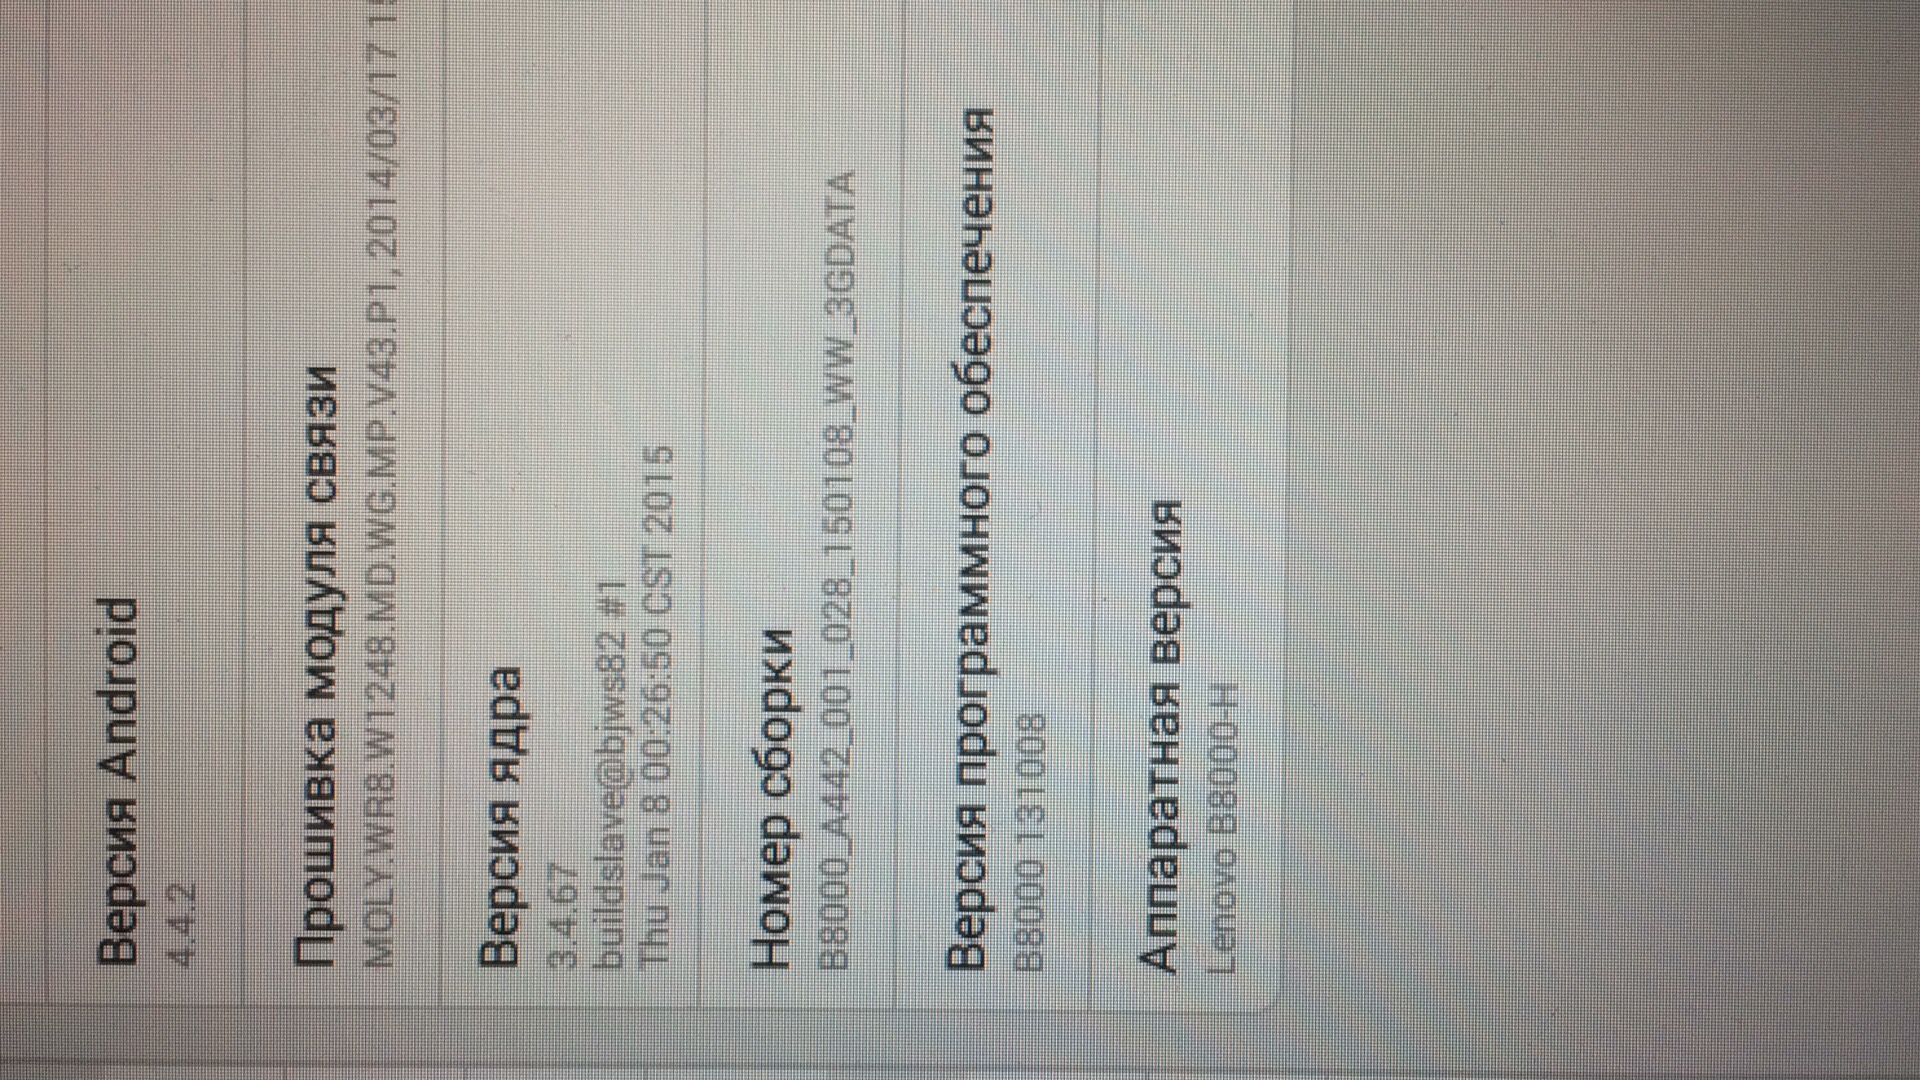 Версия Android
4.4.2
Прошивка модуля связи
MOLY.WR8.W1248.MD.WG.MP.V43.P1, 2014/03/17
Версия ядра
3.4.67
buildslave@bjws82 #1
Thu Jan 8 00:26:50 CST 2015
Номер сборки
B8000_A442_001_028_150108_WW_3GDATA
Версия программного обеспечения
B8000 131008
Аппаратная версия
Lenovo B8000-H